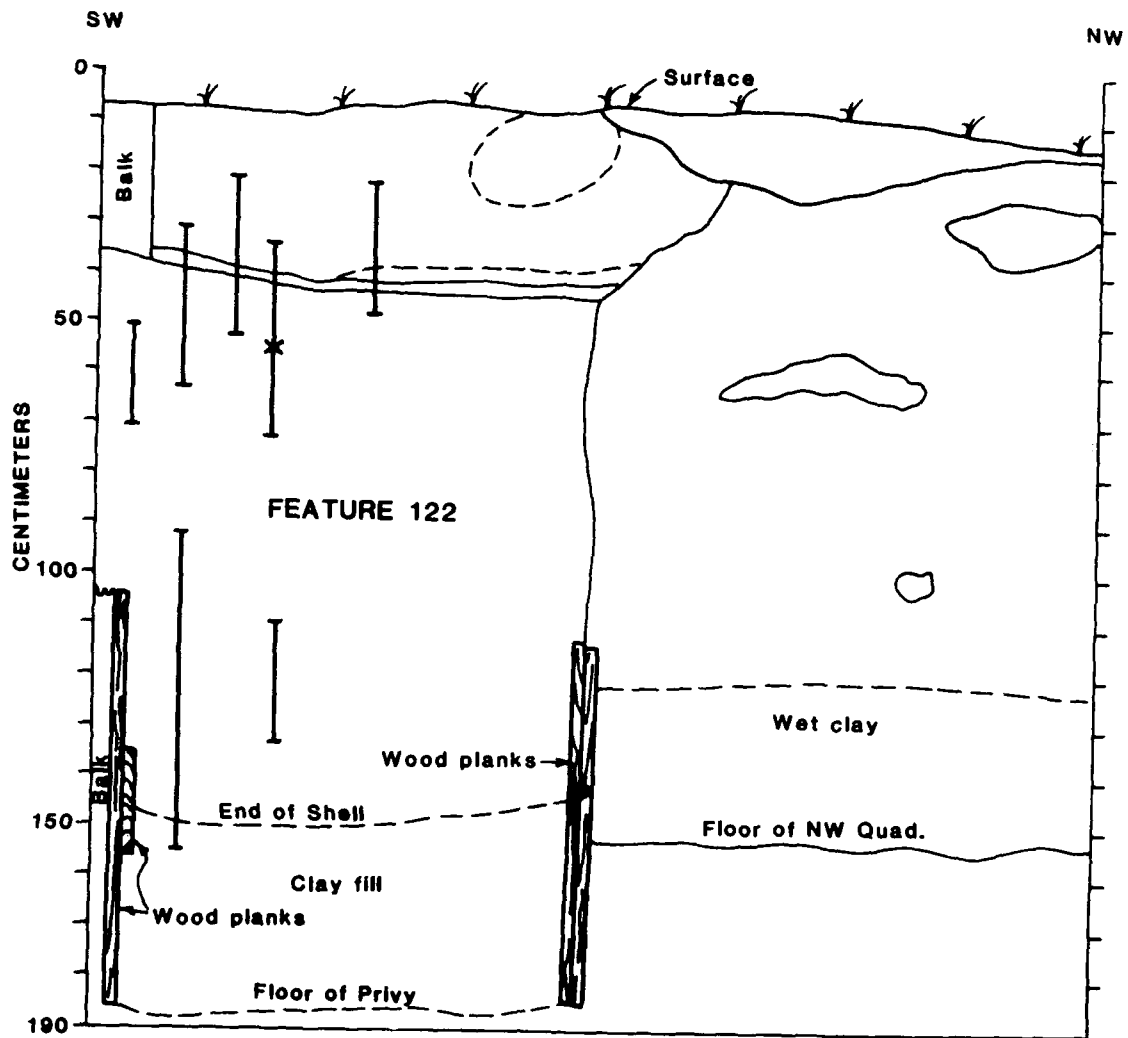 SW
NW
0
Surface
Balk
50
CENTIMETERS
FEATURE 122
100
Wet clay
Wood planks
Balk
End of Shell
150
Floor of NW Quad.
Clay fill
Wood planks
Floor of Privy
190